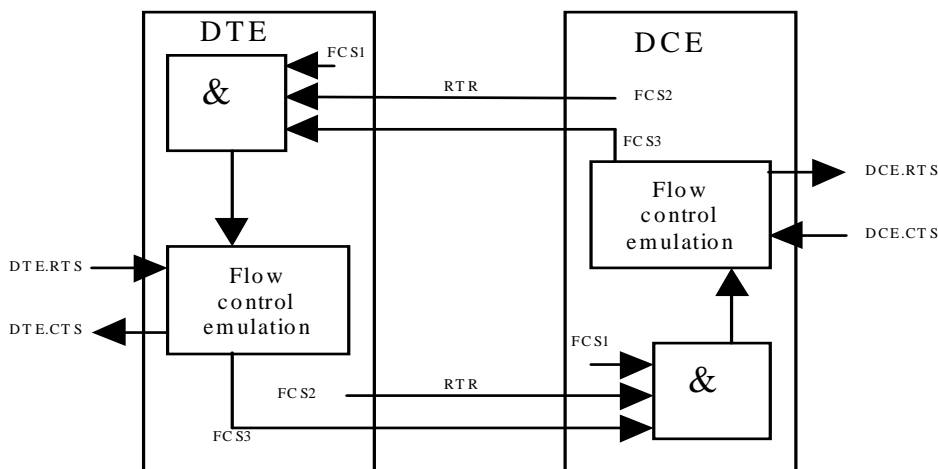 DTE
DCE
FCS1
&
RTR
FCS2
FCS3
DCE.RTS
Flow
control
emulation
DCE.CTS
DTE.RTS
Flow
control
emulation
DTE.CTS
FCS1
&
FCS2
RTR
FCS3